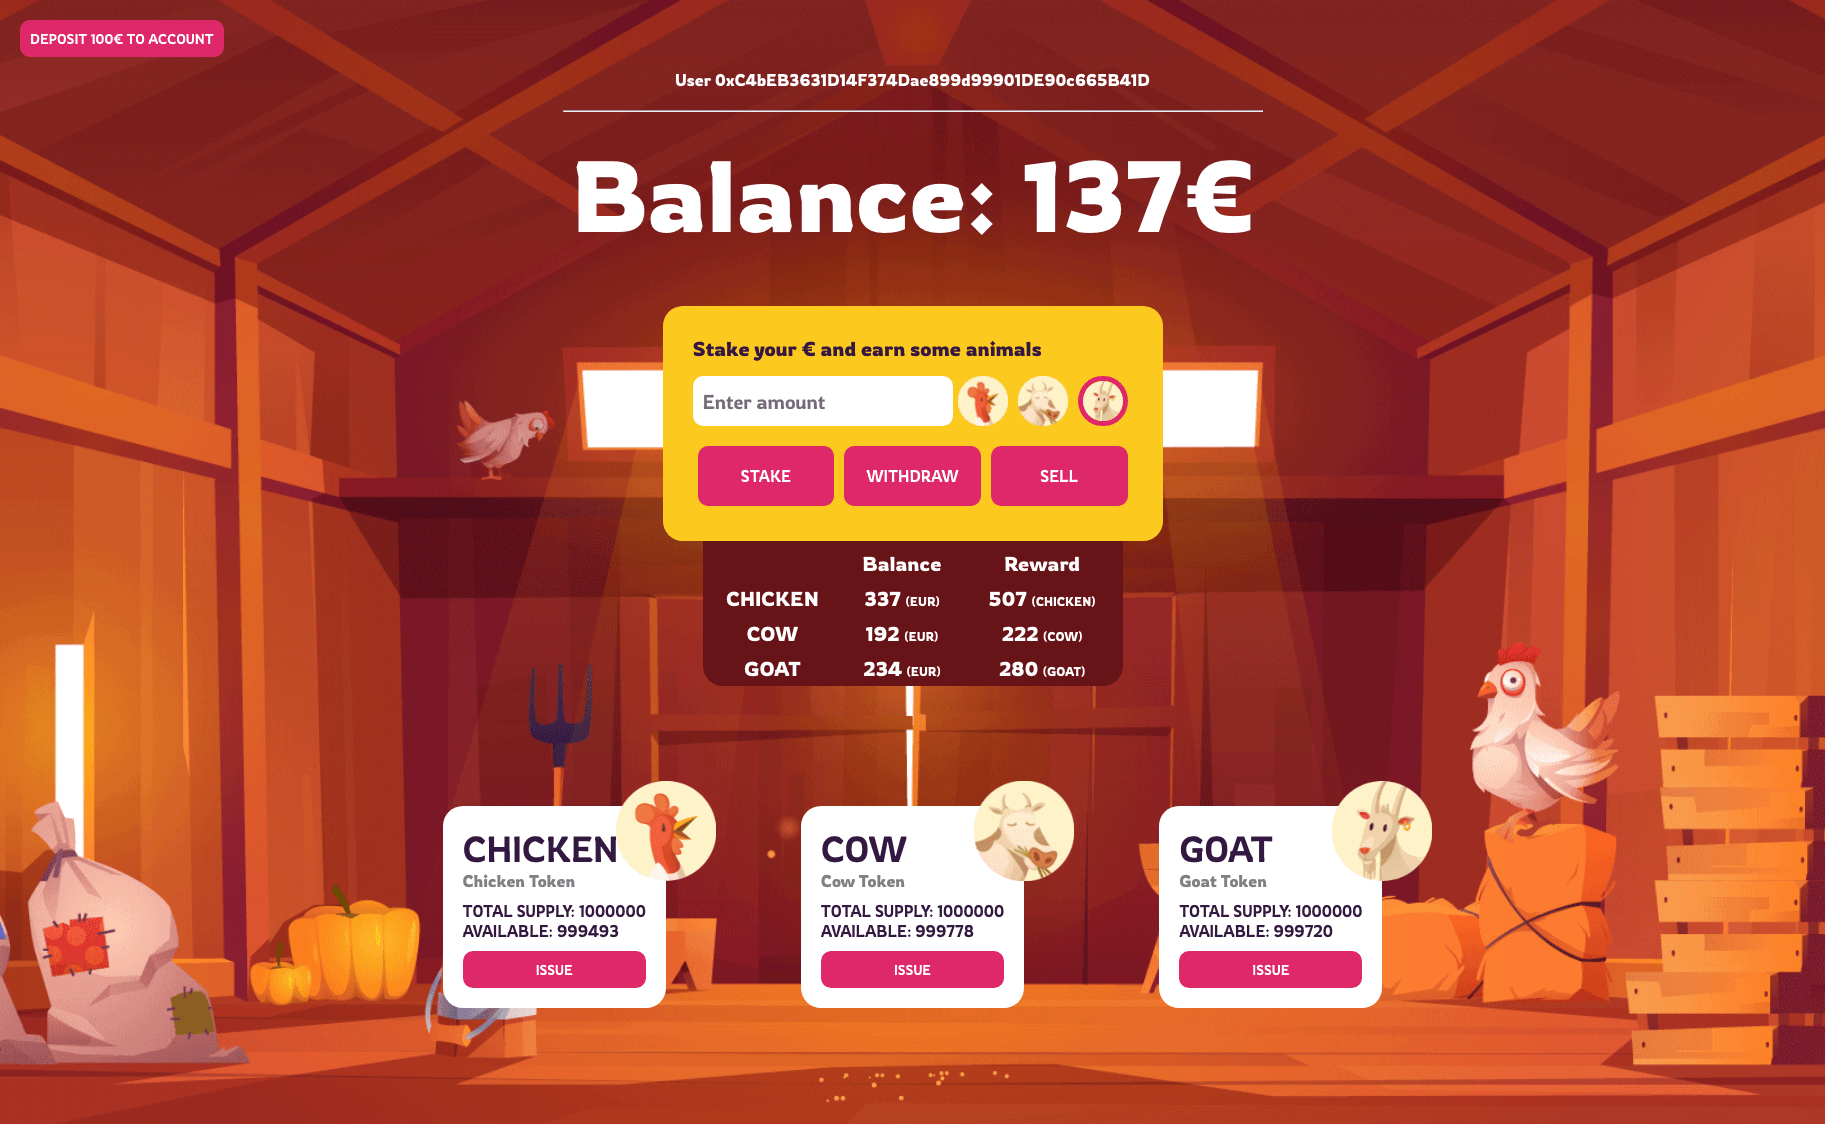 DEPOSIT 100€ TO ACCOUNT
User 0xC4bEB3631D14F374Dae899d99901DE90c665B41D
Balance: 137€
Stake your € and earn some animals
Enter amount
STAKE WITHDRAW SELL
Balance Reward
CHICKEN 337 (EUR) 507 (CHICKEN)
COW 192 (EUR) 222 (COW)
GOAT 234 (EUR) 280 (GOAT)
CHICKEN
Chicken Token
TOTAL SUPPLY: 1000000
AVAILABLE: 999493
ISSUE
COW
Cow Token
TOTAL SUPPLY: 1000000
AVAILABLE: 999778
ISSUE
GOAT
Goat Token
TOTAL SUPPLY: 1000000
AVAILABLE: 999720
ISSUE